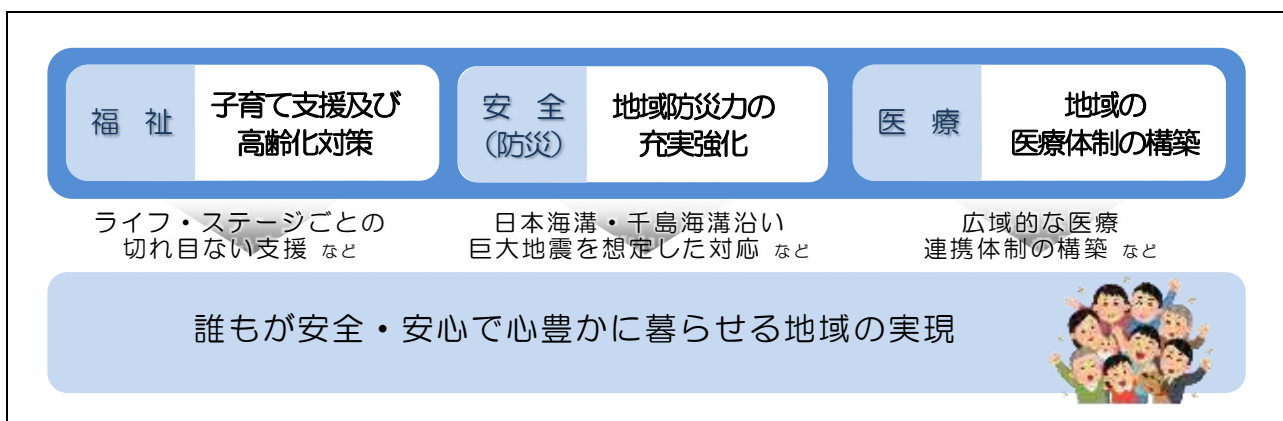 福 祉
子育て支援及び
高齢化対策
安 全
(防災)
地域防災力の
充実強化
医 療
地域の
医療体制の構築
ライフ・ステージごとの
切れ目ない支援 など
日本海溝・千島海溝沿い
巨大地震を想定した対応 など
広域的な医療
連携体制の構築 など
誰もが安全・安心で心豊かに暮らせる地域の実現